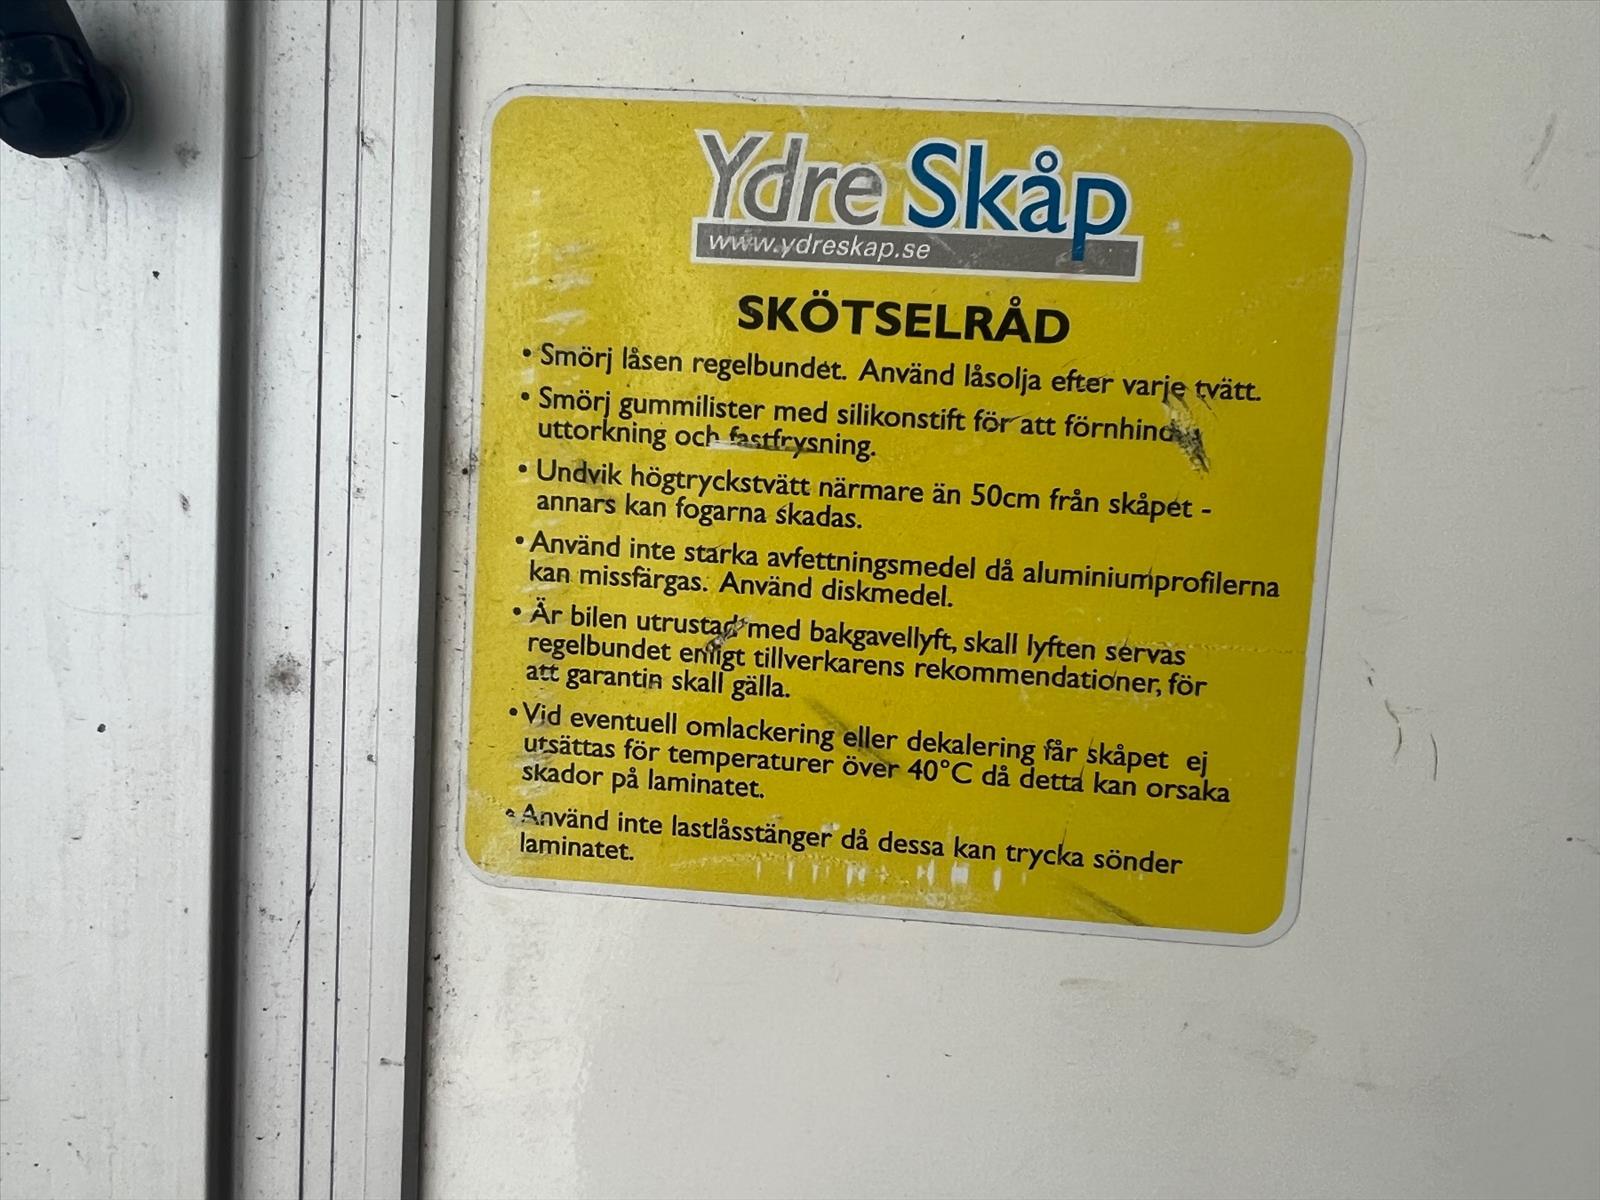 Ydre Skåp
www.ydreskap.se
SKÖTSELRÅD
• Smörj låsen regelbundet. Använd låsolja efter varje tvätt.
• Smörj gummilister med silikonstift för att förnhindra
uttorkning och fastfrysning.
• Undvik högtryckstvätt närmare än 50cm från skåpet -
annars kan fogarna skadas.
• Använd inte starka avfettningsmedel då aluminiumprofilerna
kan missfärgas. Använd diskmedel.
• Är bilen utrustad med bakgavellyft, skall lyften servas
regelbundet enligt tillverkarens rekommendationer, för
att garantin skall gälla.
• Vid eventuell omlackering eller dekalering får skåpet ej
utsättas för temperaturer över 40°C då detta kan orsaka
skador på laminatet.
• Använd inte lastlåsstänger då dessa kan trycka sönder
laminatet.